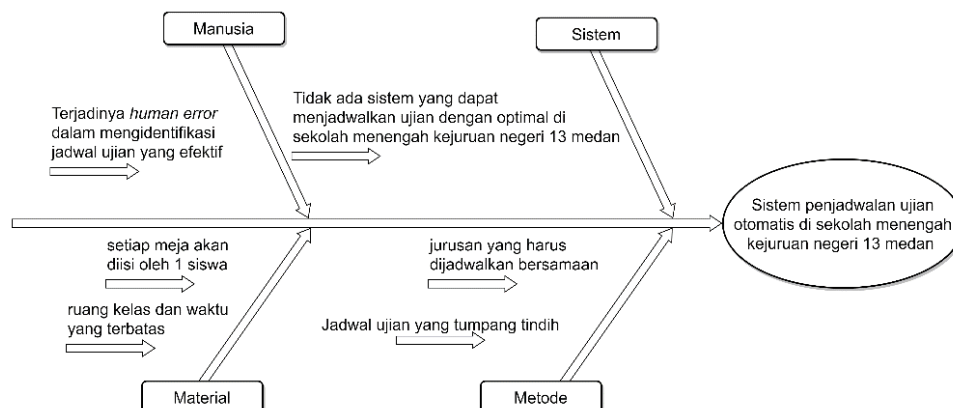 Manusia
Sistem
Terjadinya human error
dalam mengidentifikasi
jadwal ujian yang efektif
Tidak ada sistem yang dapat
menjadwalkan ujian dengan optimal di
sekolah menengah kejuruan negeri 13 medan
Sistem penjadwalan ujian
otomatis di sekolah menengah
kejuruan negeri 13 medan
setiap meja akan
diisi oleh 1 siswa
ruang kelas dan waktu
yang terbatas
jurusan yang harus
dijadwalkan bersamaan
Jadwal ujian yang tumpang tindih
Material
Metode